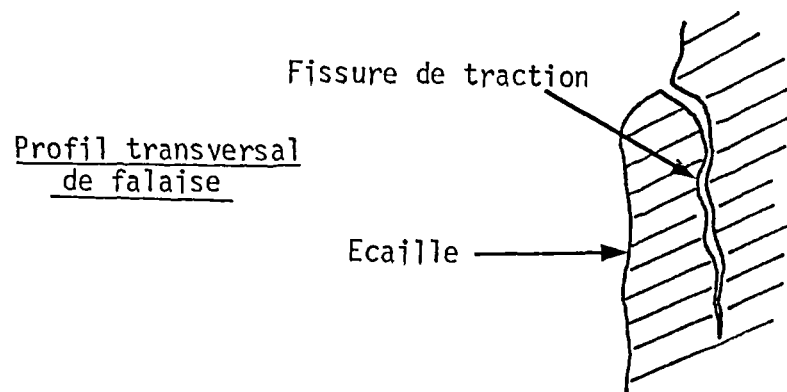 Fissure de traction
Profil transversal
de falaise
Ecaille